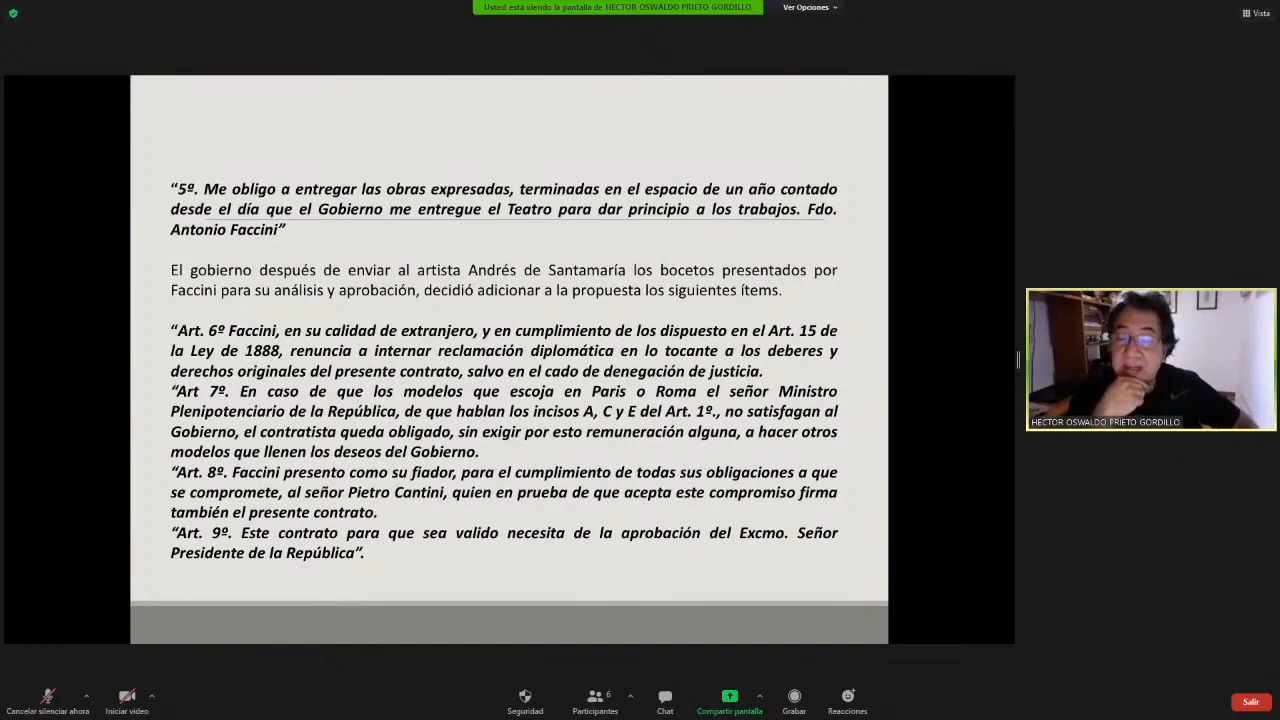 Usted está viendo la pantalla de HECTOR OSWALDO PRIETO GORDILLO
Ver Opciones
Vista
“5ª. Me obligo a entregar las obras expresadas, terminadas en el espacio de un año contado
desde el día que el Gobierno me entregue el Teatro para dar principio a los trabajos. Fdo.
Antonio Faccini”
El gobierno después de enviar al artista Andrés de Santamaría los bocetos presentados por
Faccini para su análisis y aprobación, decidió adicionar a la propuesta los siguientes ítems.
“Art. 6º Faccini, en su calidad de extranjero, y en cumplimiento de los dispuesto en el Art. 15 de
la Ley de 1888, renuncia a internar reclamación diplomática en lo tocante a los deberes y
derechos originales del presente contrato, salvo en el cado de denegación de justicia.
“Art 7º. En caso de que los modelos que escoja en Paris o Roma el señor Ministro
Plenipotenciario de la República, de que hablan los incisos A, C y E del Art. 1º., no satisfagan al
Gobierno, el contratista queda obligado, sin exigir por esto remuneración alguna, a hacer otros
modelos que llenen los deseos del Gobierno.
“Art. 8º. Faccini presento como su fiador, para el cumplimiento de todas sus obligaciones a que
se compromete, al señor Pietro Cantini, quien en prueba de que acepta este compromiso firma
también el presente contrato.
“Art. 9º. Este contrato para que sea valido necesita de la aprobación del Excmo. Señor
Presidente de la República”.
HECTOR OSWALDO PRIETO GORDILLO
Cancelar silenciar ahora
Iniciar video
Seguridad
6
Participantes
Chat
Compartir pantalla
Grabar
Reacciones
Salir